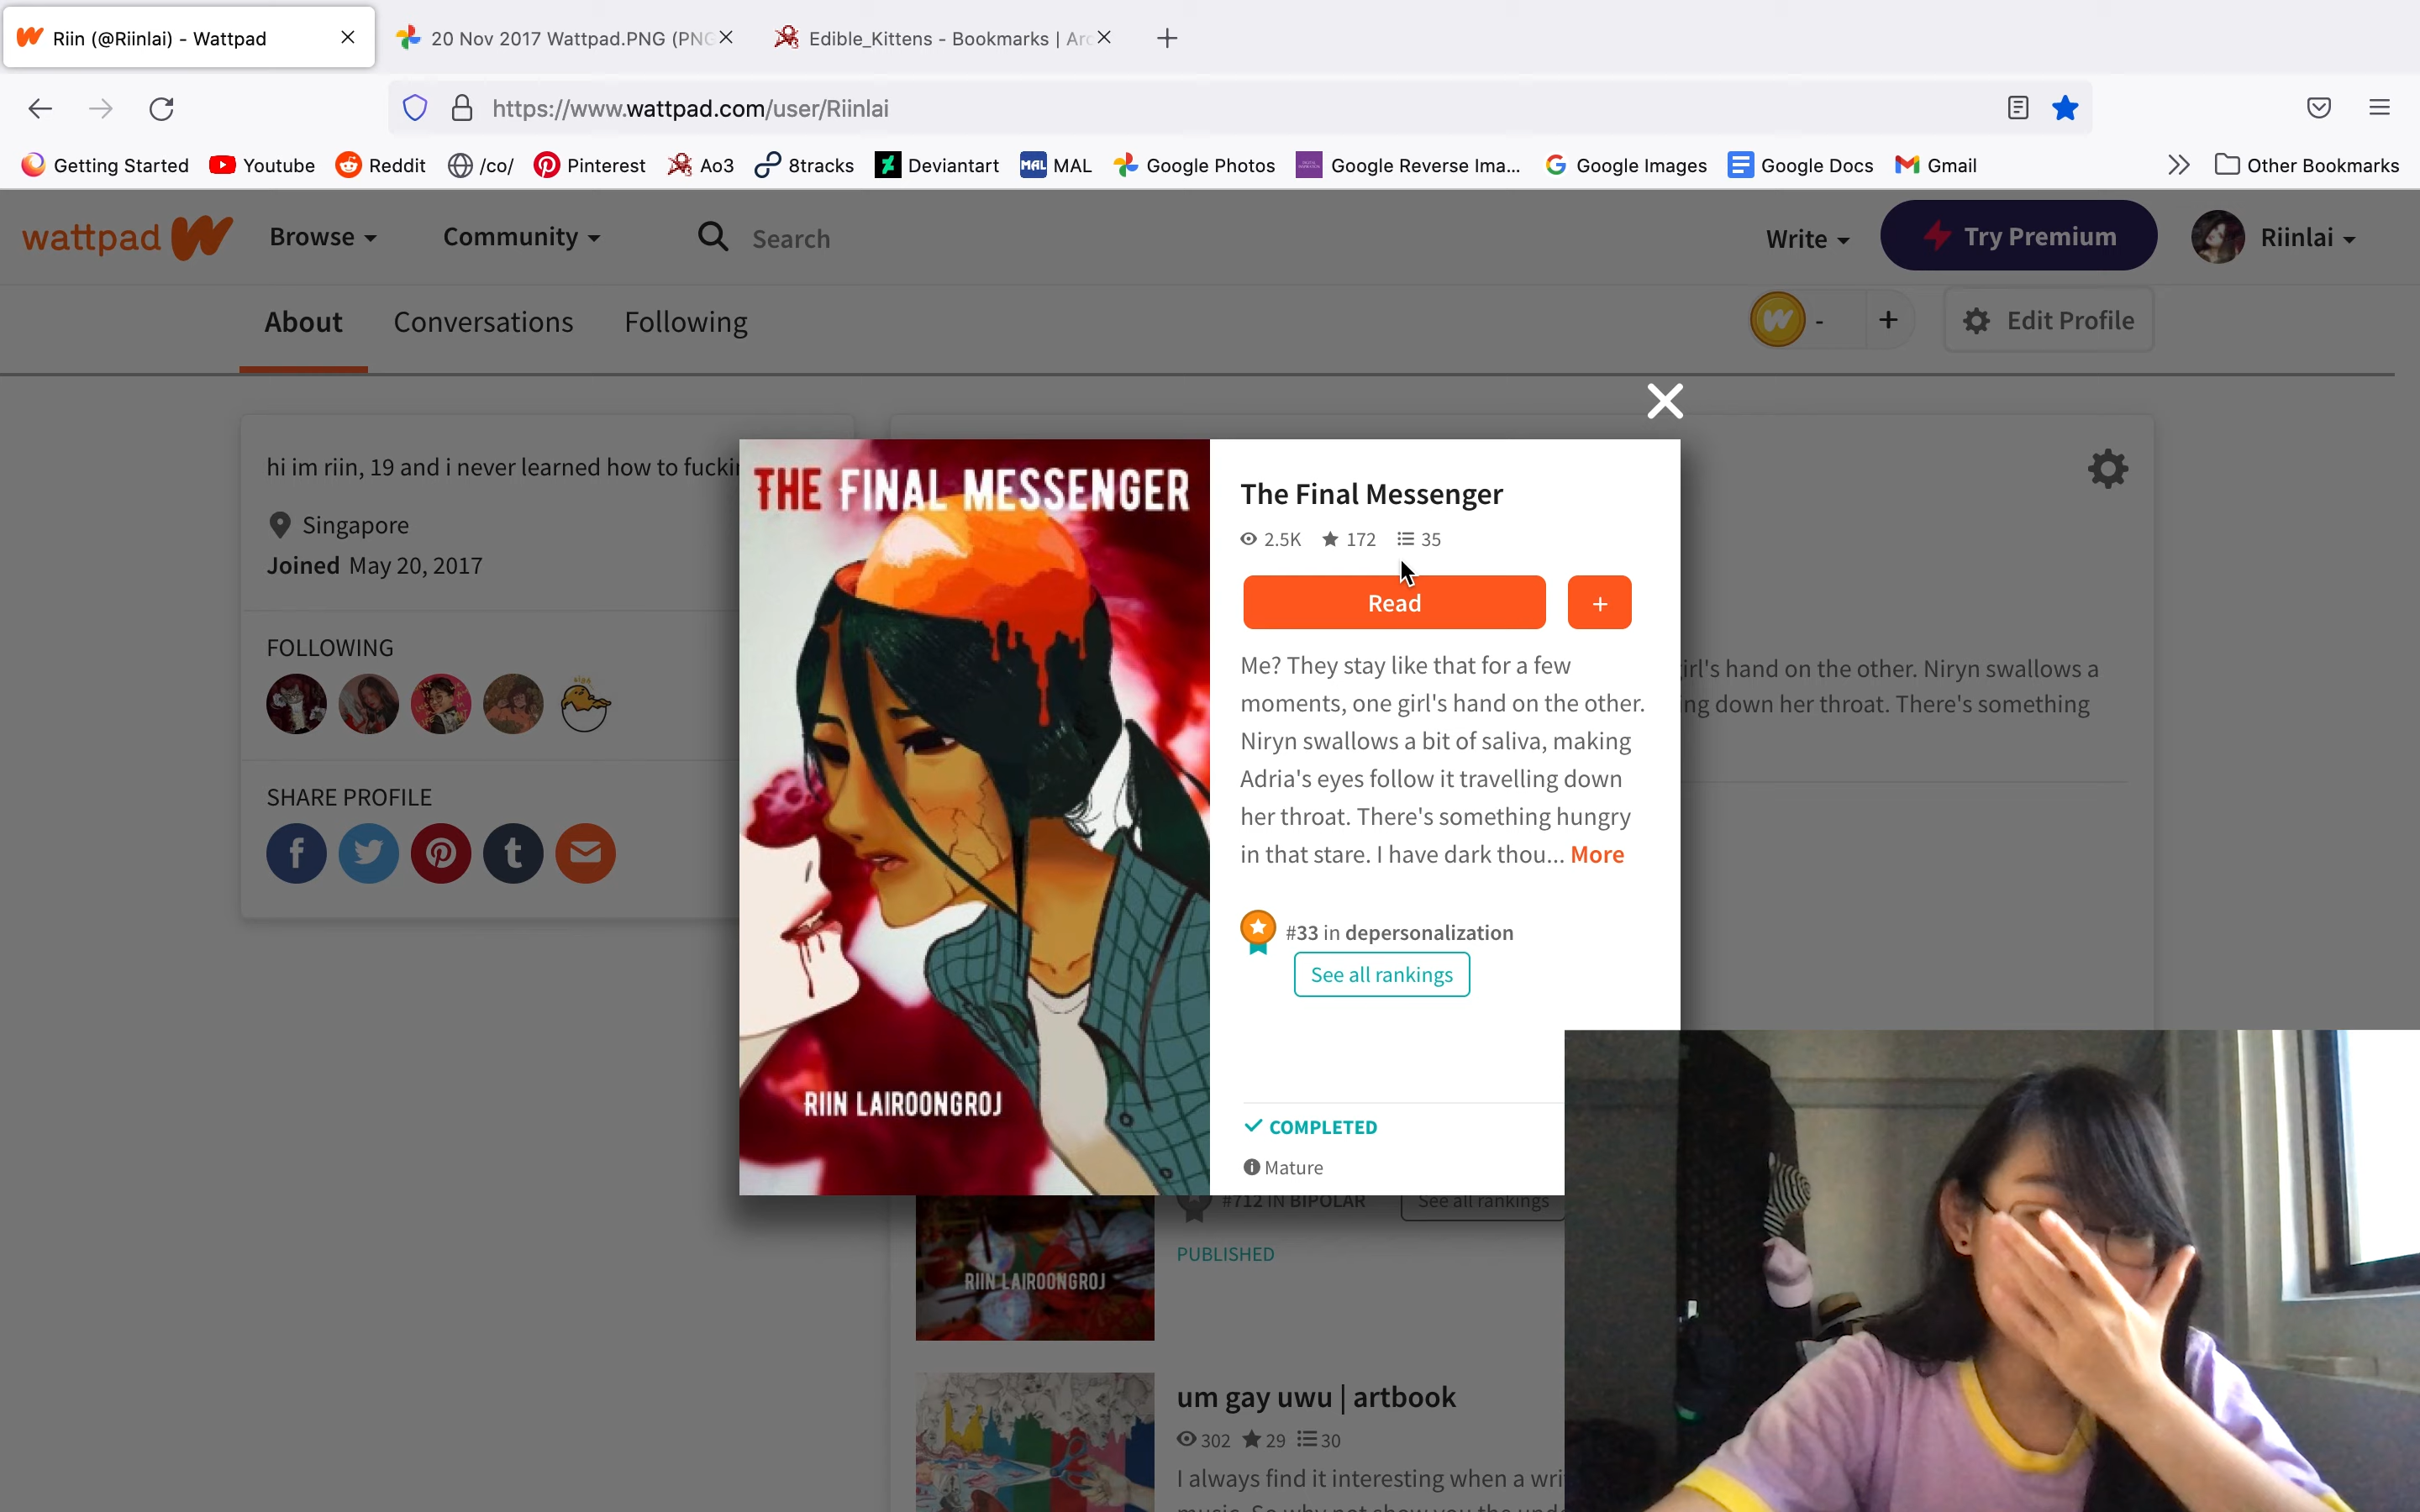 Riin (@Riinlai) - Wattpad
20 Nov 2017 Wattpad.PNG (PNG
Edible_Kittens - Bookmarks | Arc
https://www.wattpad.com/user/Riinlai
Getting Started Youtube Reddit /co/ Pinterest Ao3 8tracks Deviantart MAL MAL Google Photos Google Reverse Ima... Google Images Google Docs Gmail Other Bookmarks
wattpad Browse Community Search Write Try Premium Riinlai
About Conversations Following - + Edit Profile
hi im riin, 19 and i never learned how to fuckin
Singapore
Joined May 20, 2017
FOLLOWING
SHARE PROFILE
THE FINAL MESSENGER
RIIN LAIROONGROJ
The Final Messenger
2.5K 172 35
Read +
Me? They stay like that for a few
moments, one girl's hand on the other.
Niryn swallows a bit of saliva, making
Adria's eyes follow it travelling down
her throat. There's something hungry
in that stare. I have dark thou... More
#33 in depersonalization
See all rankings
COMPLETED
Mature
irl's hand on the other. Niryn swallows a
ng down her throat. There's something
#712 IN BIPOLAR See all rankings
PUBLISHED
RIIN LAIROONGROJ
um gay uwu | artbook
302 29 30
I always find it interesting when a wri